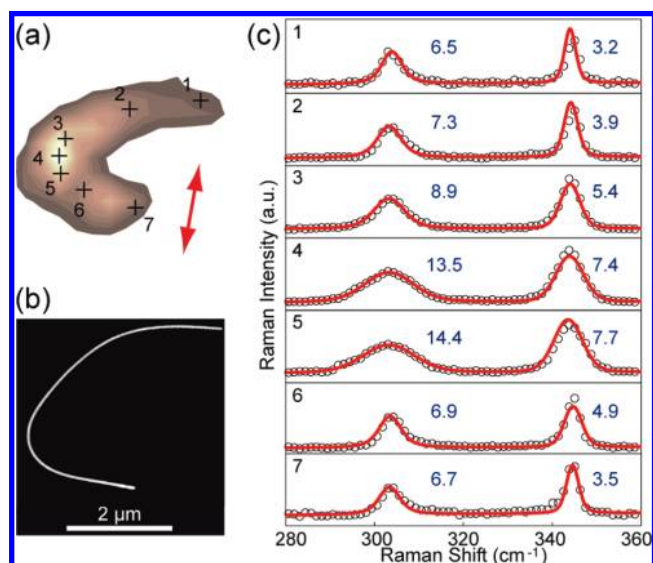 (a)
1
2
3
4
5
6
7
(b)
2 µm
(c)
Raman Intensity (a.u.)
1 6.5 3.2
2 7.3 3.9
3 8.9 5.4
4 13.5 7.4
5 14.4 7.7
6 6.9 4.9
7 6.7 3.5
280 300 320 340 360
Raman Shift (cm⁻¹)